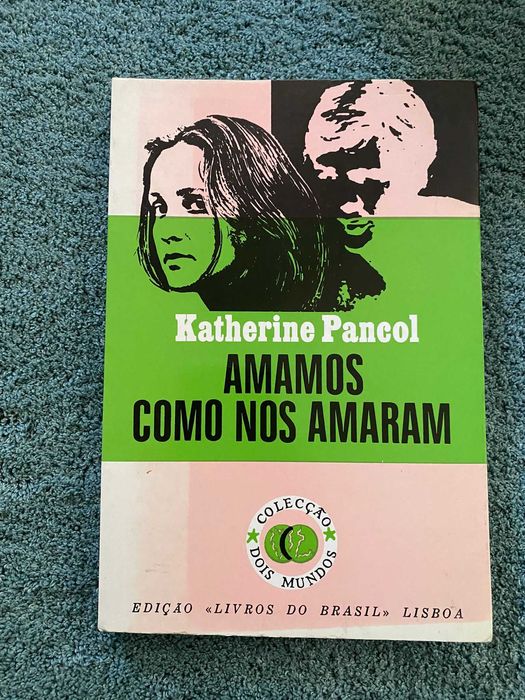 Katherine Pancol
AMAMOS
COMO NOS AMARAM
COLECÇÃO
DOIS MUNDOS
EDIÇÃO «LIVROS DO BRASIL» LISBOA